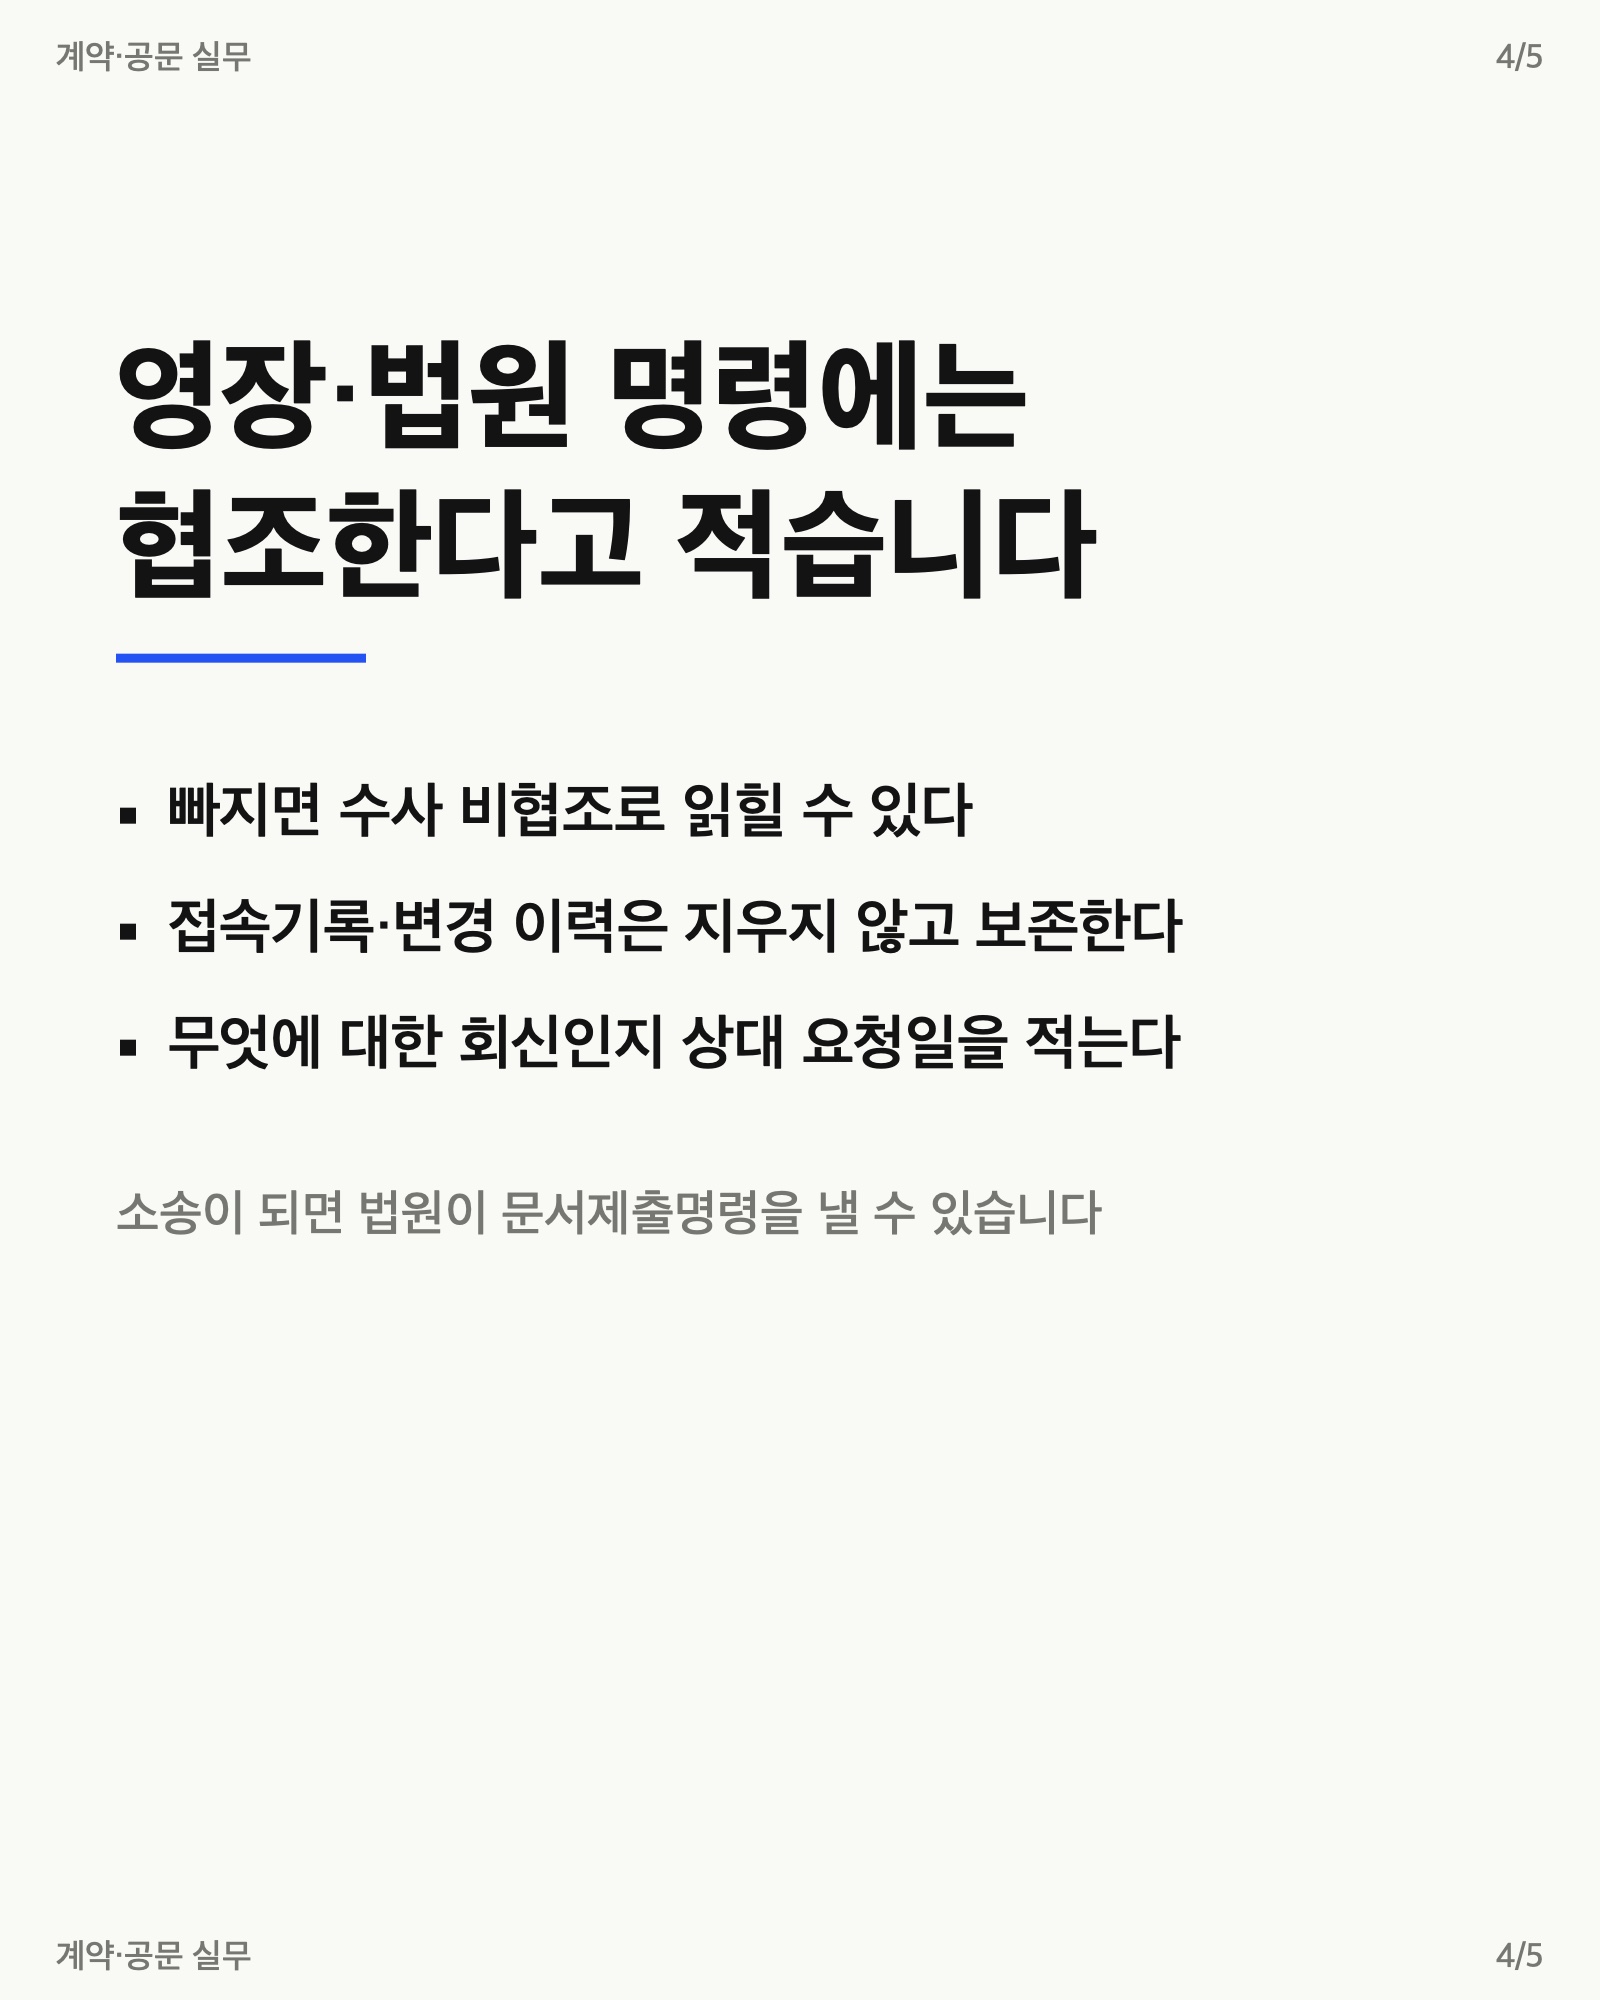 계약·공문 실무
4/5
영장·법원 명령에는
협조한다고 적습니다
▪ 빠지면 수사 비협조로 읽힐 수 있다
▪ 접속기록·변경 이력은 지우지 않고 보존한다
▪ 무엇에 대한 회신인지 상대 요청일을 적는다
소송이 되면 법원이 문서제출명령을 낼 수 있습니다
계약·공문 실무
4/5